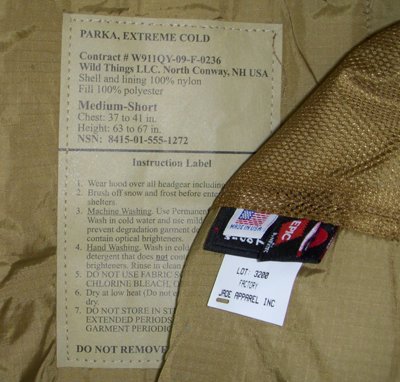 PARKA, EXTREME COLD
Contract # W911QY-09-F-0236
Wild Things LLC. North Conway, NH USA
Shell and lining 100% nylon
Fill 100% polyester
Medium-Short
Chest: 37 to 41 in.
Height: 63 to 67 in.
NSN: 8415-01-555-1272
Instruction Label
1. Wear hood over all headgear including
2. Brush off snow and frost before ente
shelters.
3. Machine Washing. Use Permanent
Wash in cold water and use mild
prevent degradation garment d
contain optical brighteners.
4. Hand Washing. Wash in cold
detergent that does not
brighteners. Rinse in clean
5. DO NOT USE FABRIC S
CHLORINE BLEACH, O
6. Dry at low heat (Do not e
dry.
7. DO NOT STORE IN ST
EXTENDED PERIODS
GARMENT PERIODIC
DO NOT REMOVE
MADE IN USA
EPIC
LOT: 3200
FACTORY
JADE APPAREL INC